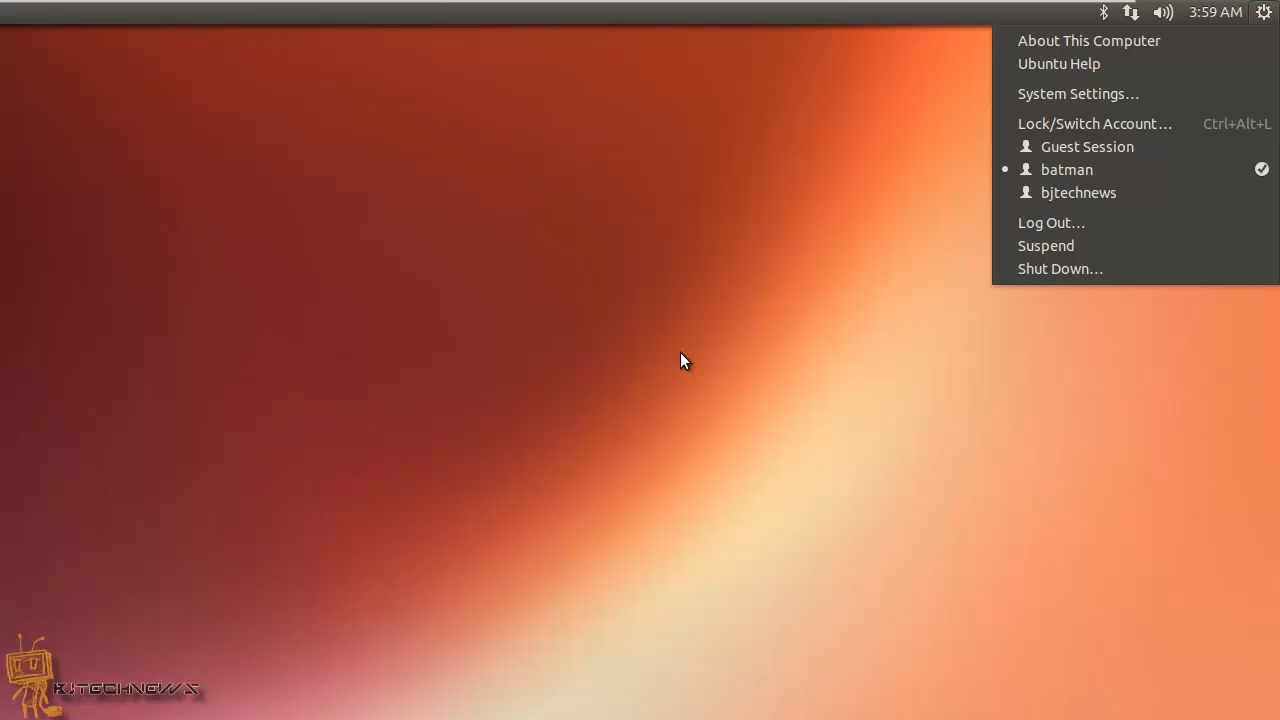 3:59 AM
About This Computer
Ubuntu Help
System Settings...
Lock/Switch Account... Ctrl+Alt+L
Guest Session
batman
bjtechnews
Log Out...
Suspend
Shut Down...
BJTECHNEWS